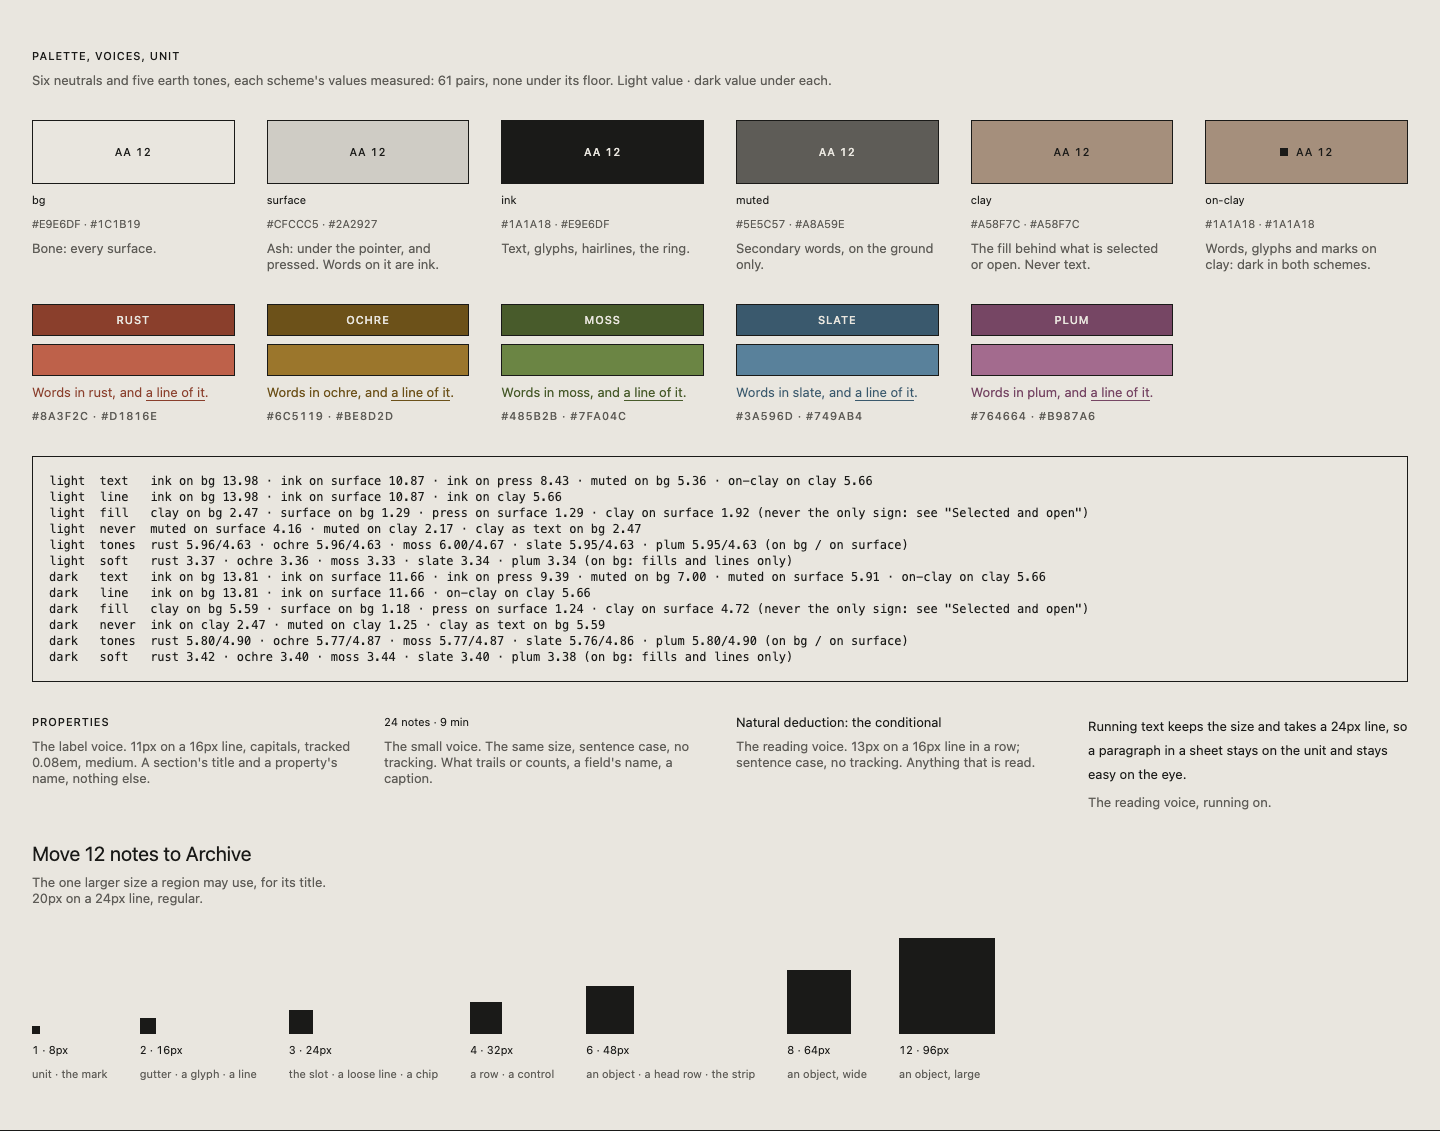 PALETTE, VOICES, UNIT
Six neutrals and five earth tones, each scheme's values measured: 61 pairs, none under its floor. Light value · dark value under each.
AA 12
AA 12
AA 12
AA 12
AA 12
AA 12
bg
surface
ink
muted
clay
on-clay
#E9E6DF · #1C1B19
#CFCCC5 · #2A2927
#1A1A18 · #E9E6DF
#5E5C57 · #A8A59E
#A58F7C · #A58F7C
#1A1A18 · #1A1A18
Bone: every surface.
Ash: under the pointer, and
pressed. Words on it are ink.
Text, glyphs, hairlines, the ring.
Secondary words, on the ground
only.
The fill behind what is selected
or open. Never text.
Words, glyphs and marks on
clay: dark in both schemes.
RUST
OCHRE
MOSS
SLATE
PLUM
Words in rust, and a line of it.
Words in ochre, and a line of it.
Words in moss, and a line of it.
Words in slate, and a line of it.
Words in plum, and a line of it.
#8A3F2C · #D1816E
#6C5119 · #BE8D2D
#485B2B · #7FA04C
#3A596D · #749AB4
#764664 · #B987A6
light text ink on bg 13.98 · ink on surface 10.87 · ink on press 8.43 · muted on bg 5.36 · on-clay on clay 5.66
light line ink on bg 13.98 · ink on surface 10.87 · ink on clay 5.66
light fill clay on bg 2.47 · surface on bg 1.29 · press on surface 1.29 · clay on surface 1.92 (never the only sign: see "Selected and open")
light never muted on surface 4.16 · muted on clay 2.17 · clay as text on bg 2.47
light tones rust 5.96/4.63 · ochre 5.96/4.63 · moss 6.00/4.67 · slate 5.95/4.63 · plum 5.95/4.63 (on bg / on surface)
light soft rust 3.37 · ochre 3.36 · moss 3.33 · slate 3.34 · plum 3.34 (on bg: fills and lines only)
dark text ink on bg 13.81 · ink on surface 11.66 · ink on press 9.39 · muted on bg 7.00 · muted on surface 5.91 · on-clay on clay 5.66
dark line ink on bg 13.81 · ink on surface 11.66 · on-clay on clay 5.66
dark fill clay on bg 5.59 · surface on bg 1.18 · press on surface 1.24 · clay on surface 4.72 (never the only sign: see "Selected and open")
dark never ink on clay 2.47 · muted on clay 1.25 · clay as text on bg 5.59
dark tones rust 5.80/4.90 · ochre 5.77/4.87 · moss 5.77/4.87 · slate 5.76/4.86 · plum 5.80/4.90 (on bg / on surface)
dark soft rust 3.42 · ochre 3.40 · moss 3.44 · slate 3.40 · plum 3.38 (on bg: fills and lines only)
PROPERTIES
The label voice. 11px on a 16px line, capitals, tracked
0.08em, medium. A section's title and a property's
name, nothing else.
24 notes · 9 min
The small voice. The same size, sentence case, no
tracking. What trails or counts, a field's name, a
caption.
Natural deduction: the conditional
The reading voice. 13px on a 16px line in a row;
sentence case, no tracking. Anything that is read.
Running text keeps the size and takes a 24px line, so
a paragraph in a sheet stays on the unit and stays
easy on the eye.
The reading voice, running on.
Move 12 notes to Archive
The one larger size a region may use, for its title.
20px on a 24px line, regular.
1 · 8px
2 · 16px
3 · 24px
4 · 32px
6 · 48px
8 · 64px
12 · 96px
unit · the mark
gutter · a glyph · a line
the slot · a loose line · a chip
a row · a control
an object · a head row · the strip
an object, wide
an object, large